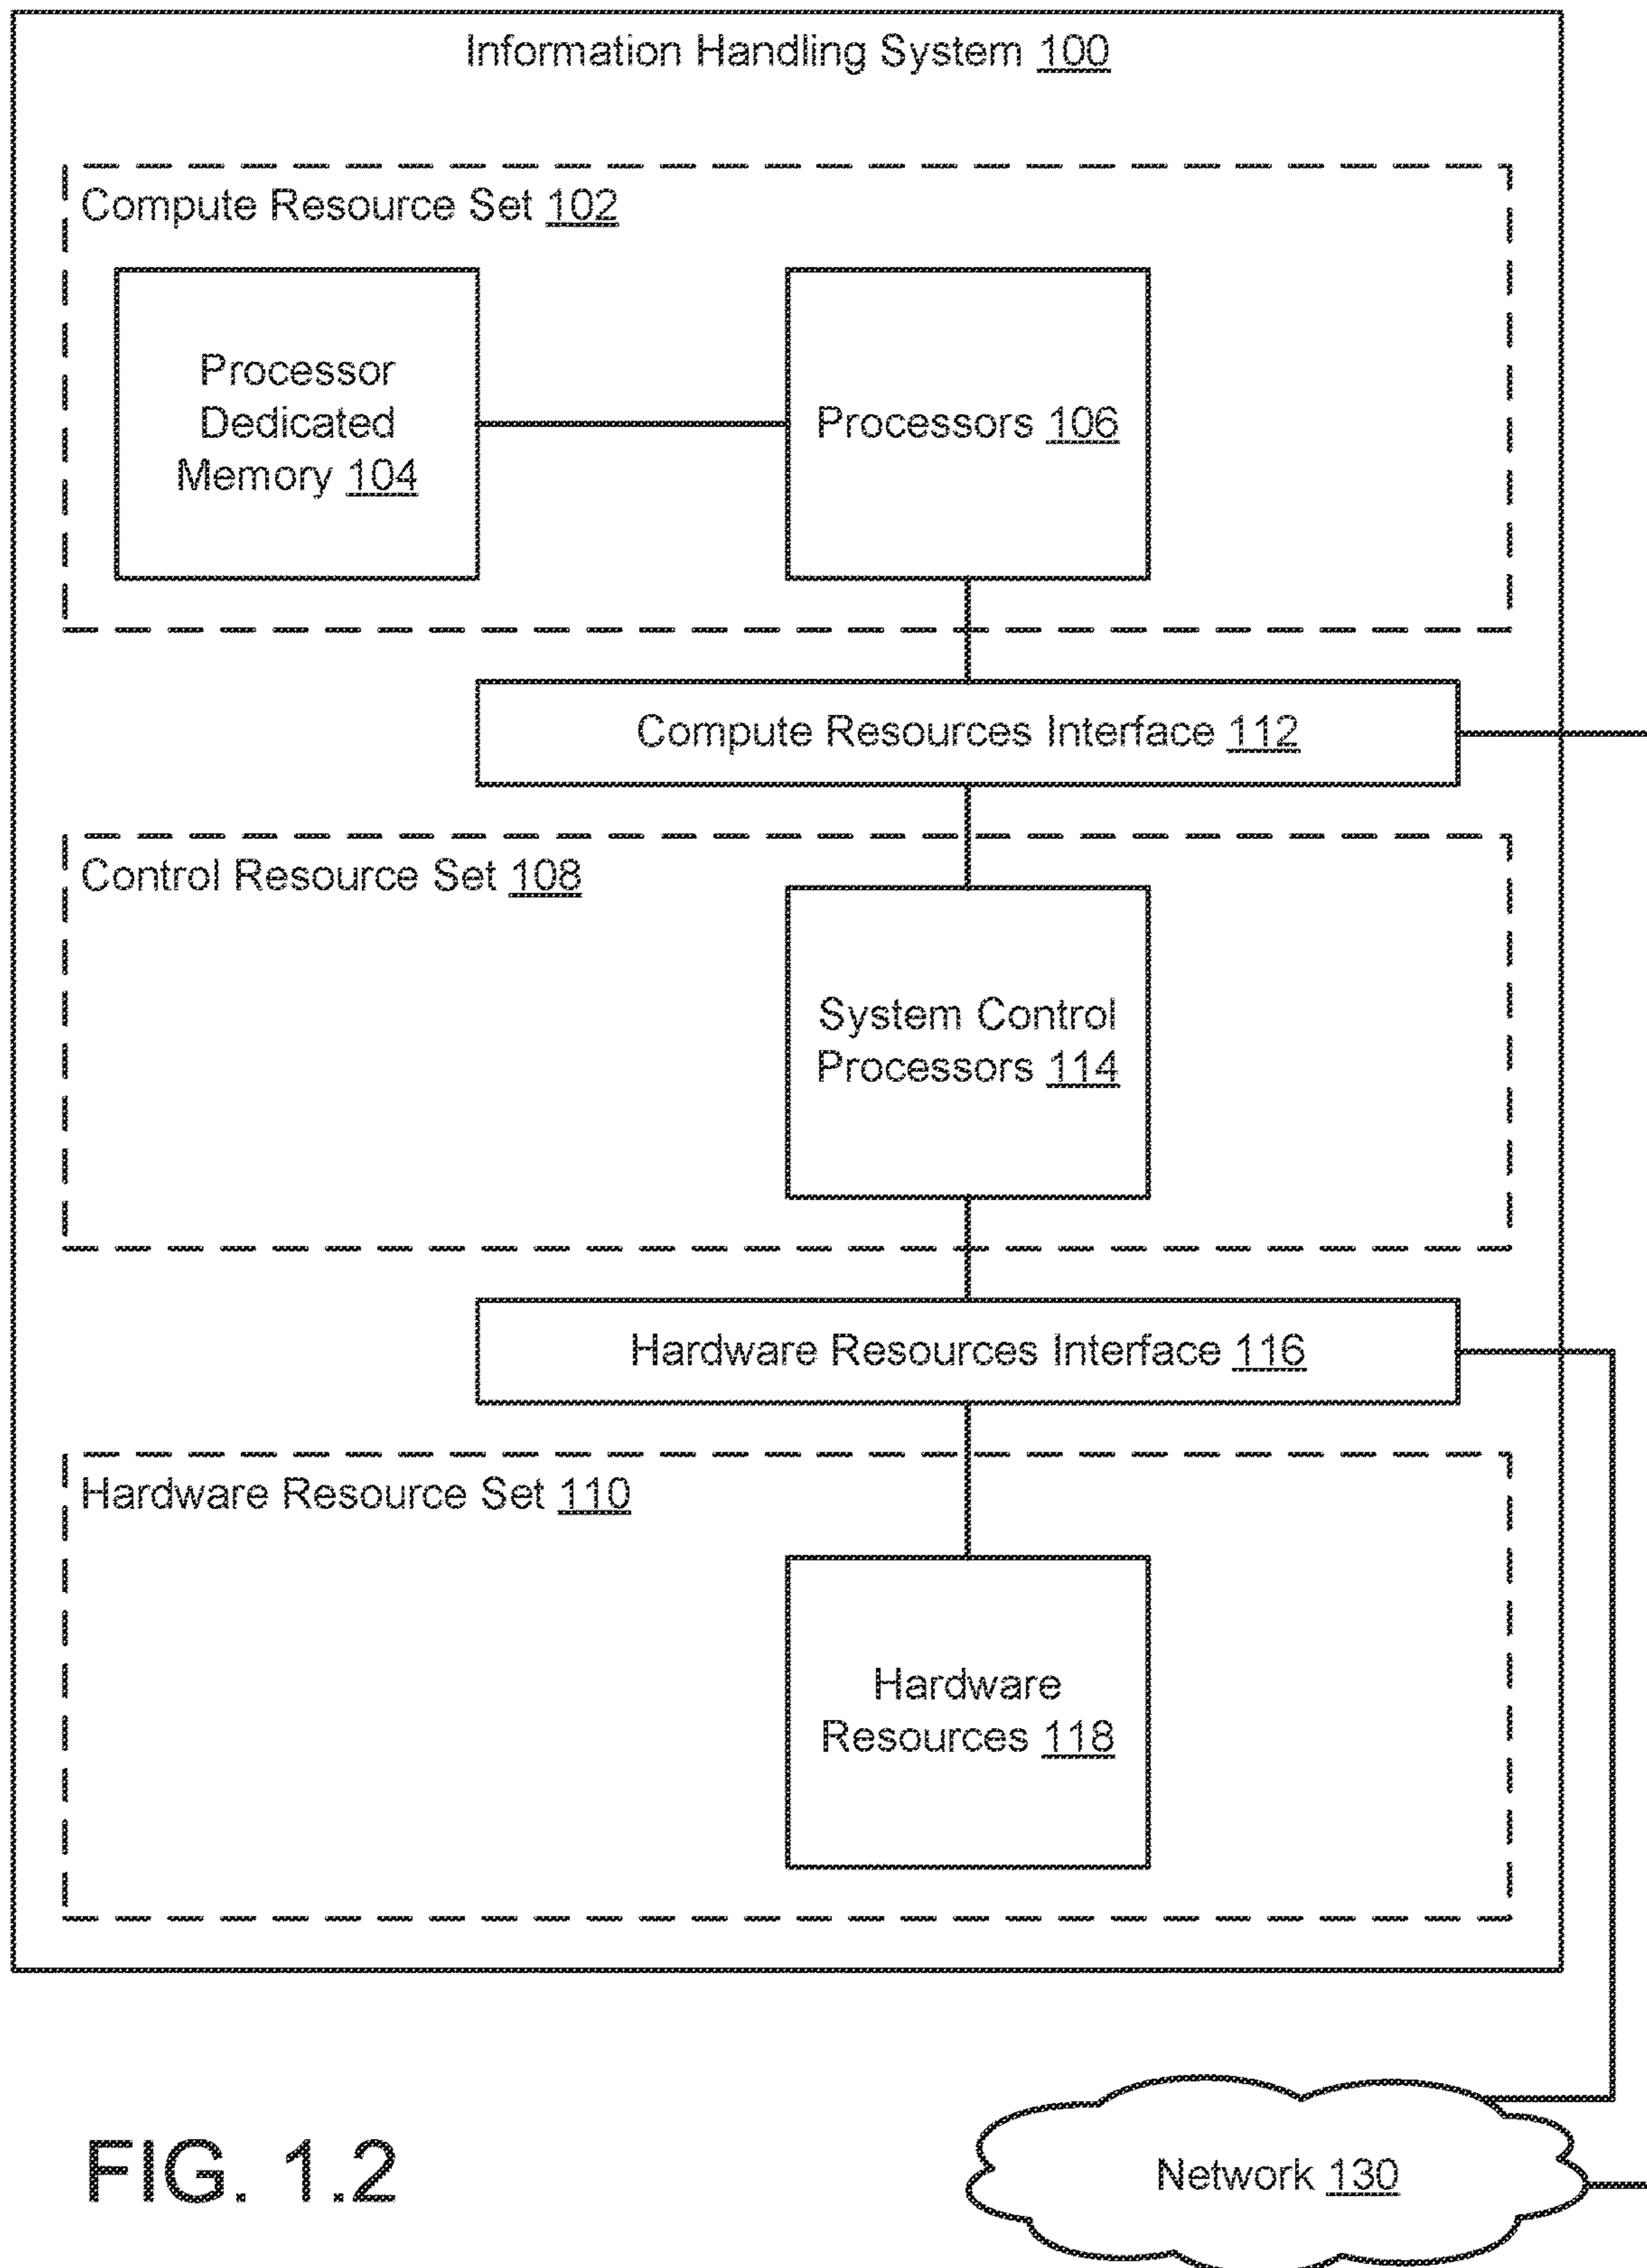 Information Handling System 100
Compute Resource Set 102
Processor
Dedicated
Memory 104
Processors 106
Compute Resources Interface 112
Control Resource Set 108
System Control
Processors 114
Hardware Resources Interface 116
Hardware Resource Set 110
Hardware
Resources 118
FIG. 1.2
Network 130